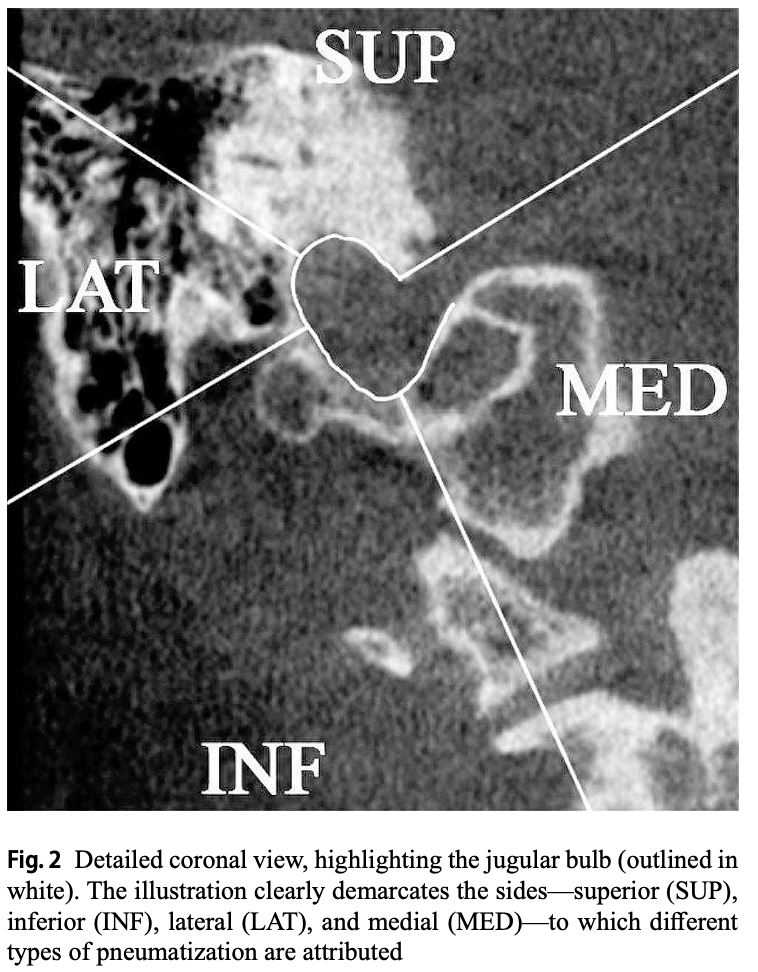 SUP
LAT
MED
INF
Fig. 2 Detailed coronal view, highlighting the jugular bulb (outlined in
white). The illustration clearly demarcates the sides—superior (SUP),
inferior (INF), lateral (LAT), and medial (MED)—to which different
types of pneumatization are attributed